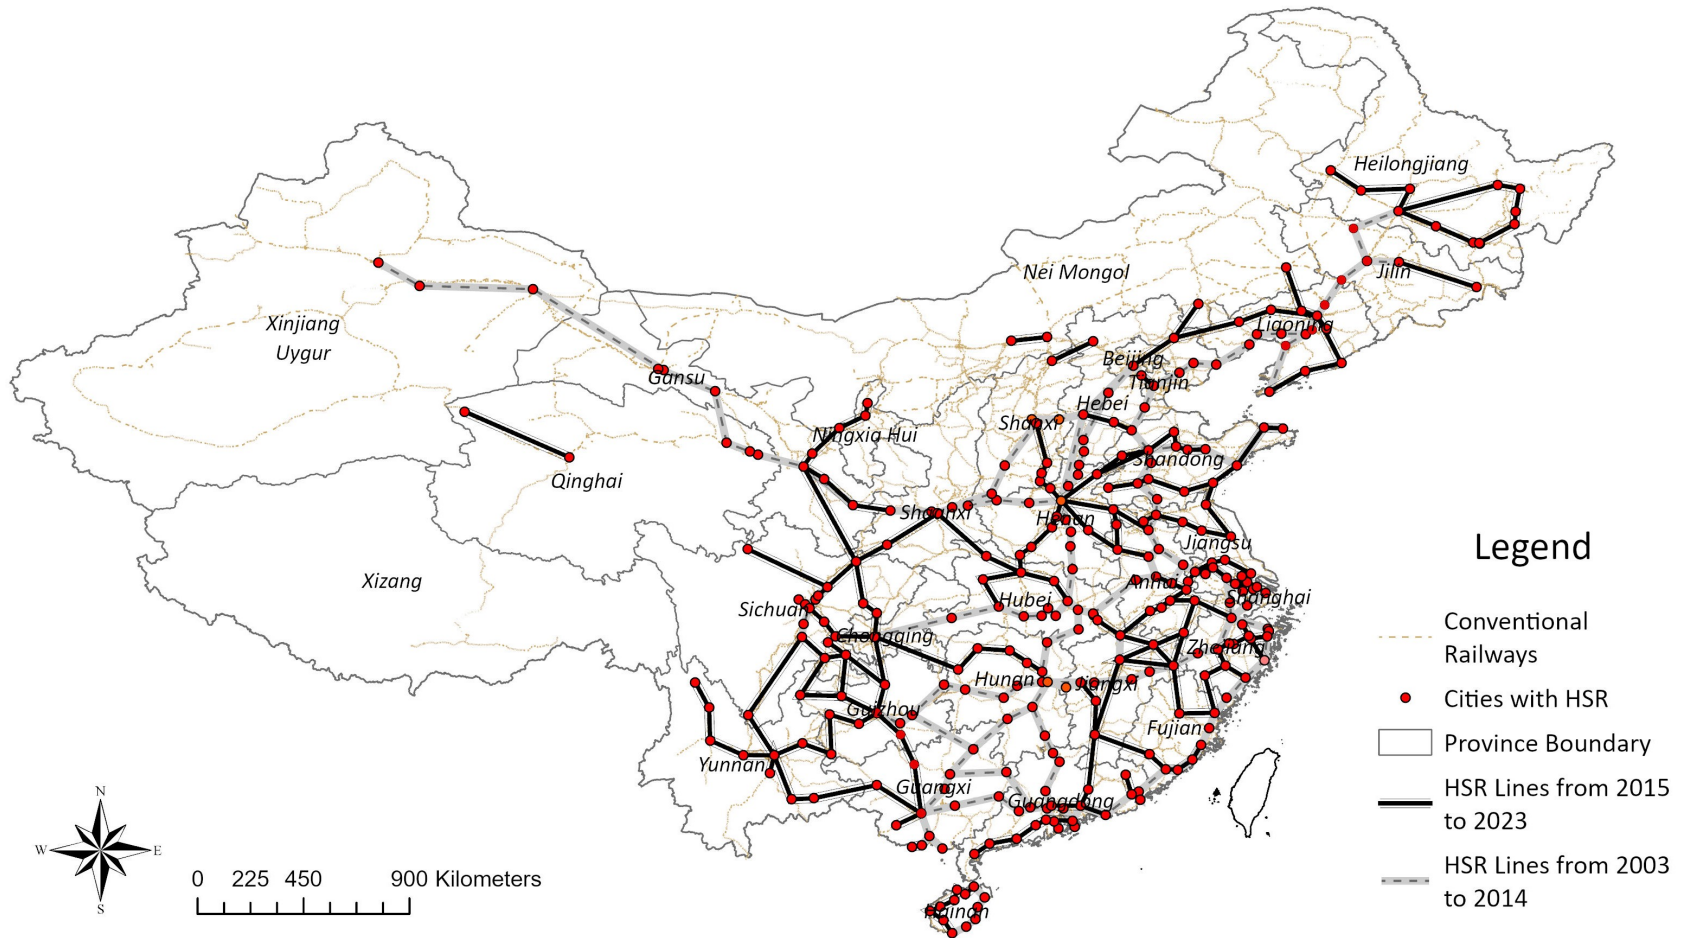 Heilongjiang
Nei Mongol
Jilin
Xinjiang
Uygur
Liaoning
Beijing
Gansu
Tianjin
Hebei
Shanxi
Ningxia Hui
Shandong
Qinghai
Shaanxi
Henan
Jiangsu
Xizang
Anhui
Shanghai
Hubei
Sichuan
Chongqing
Zhejiang
Hunan
Jiangxi
Guizhou
Fujian
Yunnan
Guangxi
Guangdong
Hainan
N
W
E
S
0 225 450 900 Kilometers
Legend
Conventional
Railways
Cities with HSR
Province Boundary
HSR Lines from 2015
to 2023
HSR Lines from 2003
to 2014